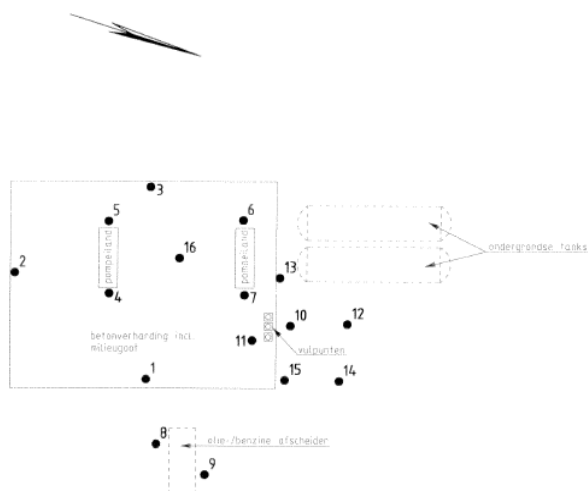 3
5
6
pompeiland
pompeiland
ondergrondse tanks
2
16
13
4
7
10
12
betonverharding incl.
milieugoot
11
vulpunten
1
15
14
8
olie-/benzine afscheider
9